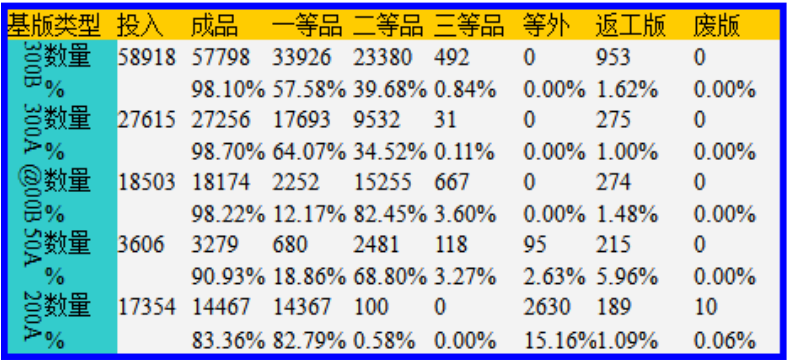 基版类型 投入 成品 一等品 二等品 三等品 等外 返工版 废版
300B 数量 58918 57798 33926 23380 492 0 953 0
% 98.10% 57.58% 39.68% 0.84% 0.00% 1.62% 0.00%
300A 数量 27615 27256 17693 9532 31 0 275 0
% 98.70% 64.07% 34.52% 0.11% 0.00% 1.00% 0.00%
@00B 数量 18503 18174 2252 15255 667 0 274 0
% 98.22% 12.17% 82.45% 3.60% 0.00% 1.48% 0.00%
50A 数量 3606 3279 680 2481 118 95 215 0
% 90.93% 18.86% 68.80% 3.27% 2.63% 5.96% 0.00%
200A 数量 17354 14467 14367 100 0 2630 189 10
% 83.36% 82.79% 0.58% 0.00% 15.16% 1.09% 0.06%